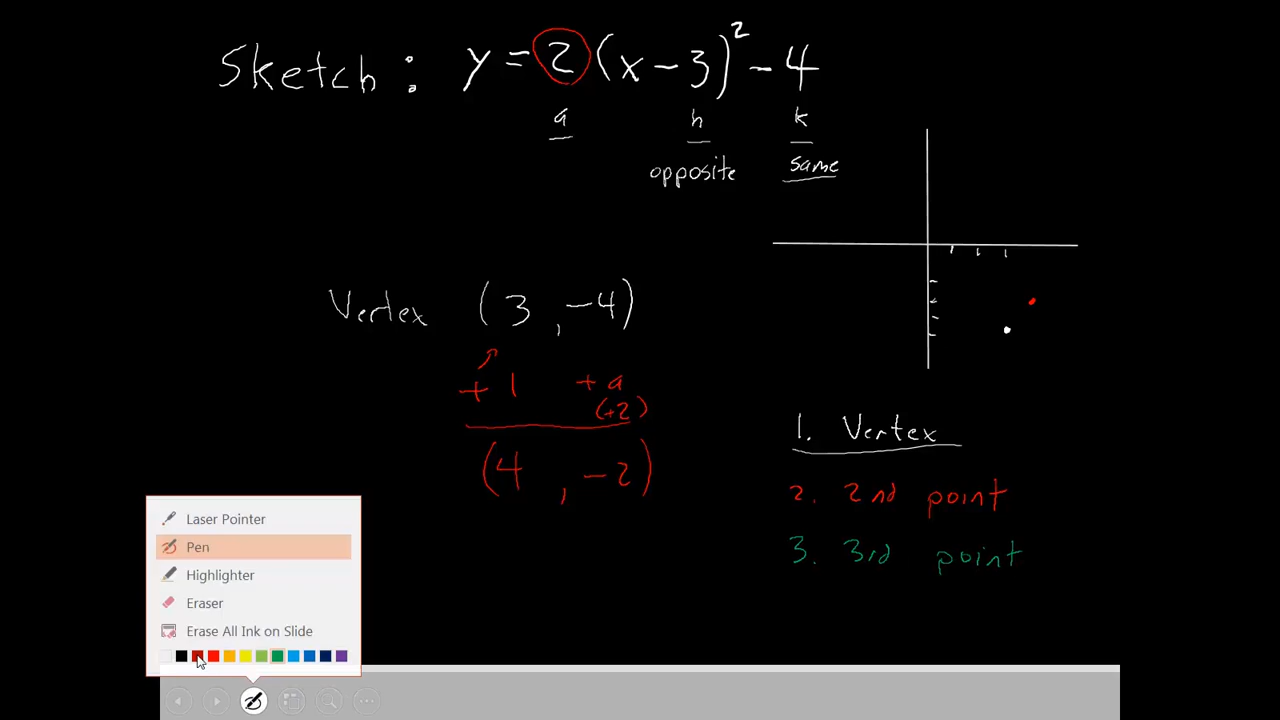 Sketch: y = 2(x - 3)² - 4
a h k
opposite same
Vertex (3, -4)
+1 +a
(+2)
(4, -2)
1. Vertex
2. 2nd point
3. 3rd point
Laser Pointer
Pen
Highlighter
Eraser
Erase All Ink on Slide